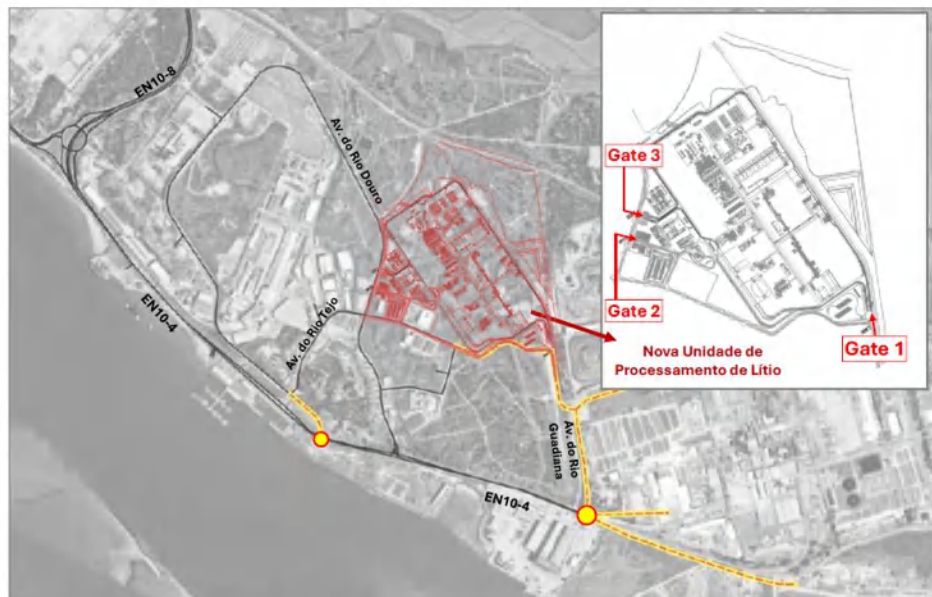 EN10-8
Av. do Rio Douro
Gate 3
Gate 2
Gate 1
Nova Unidade de
Processamento de Lítio
EN10-4
Av. do Rio Tejo
Av. do Rio
Guadiana
EN10-4